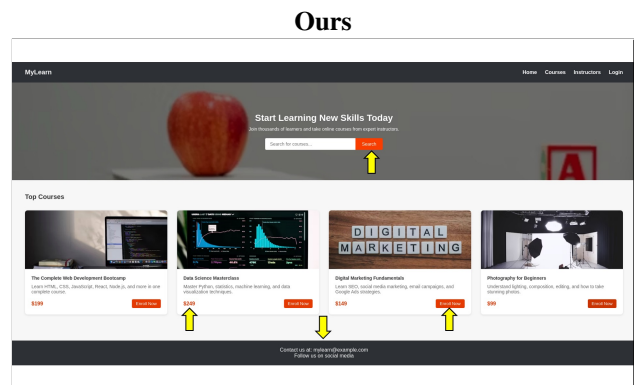 Ours
MyLearn
Home Courses Instructors Login
Start Learning New Skills Today
Join thousands of learners and take online courses from expert instructors.
Search for courses... Search
Top Courses
DIGITAL
MARKETING
A
The Complete Web Development Bootcamp
Learn HTML, CSS, JavaScript, React, Node.js, and more in one
complete course.
$199 Enroll Now
Data Science Masterclass
Master Python, statistics, machine learning, and data
visualization techniques.
$249
Digital Marketing Fundamentals
Learn SEO, social media marketing, email campaigns, and
Google Ads strategies.
$149 Enroll Now
Photography for Beginners
Understand lighting, composition, editing, and how to take
stunning photos.
$99 Enroll Now
Contact us at: mylearn@example.com
Follow us on social media